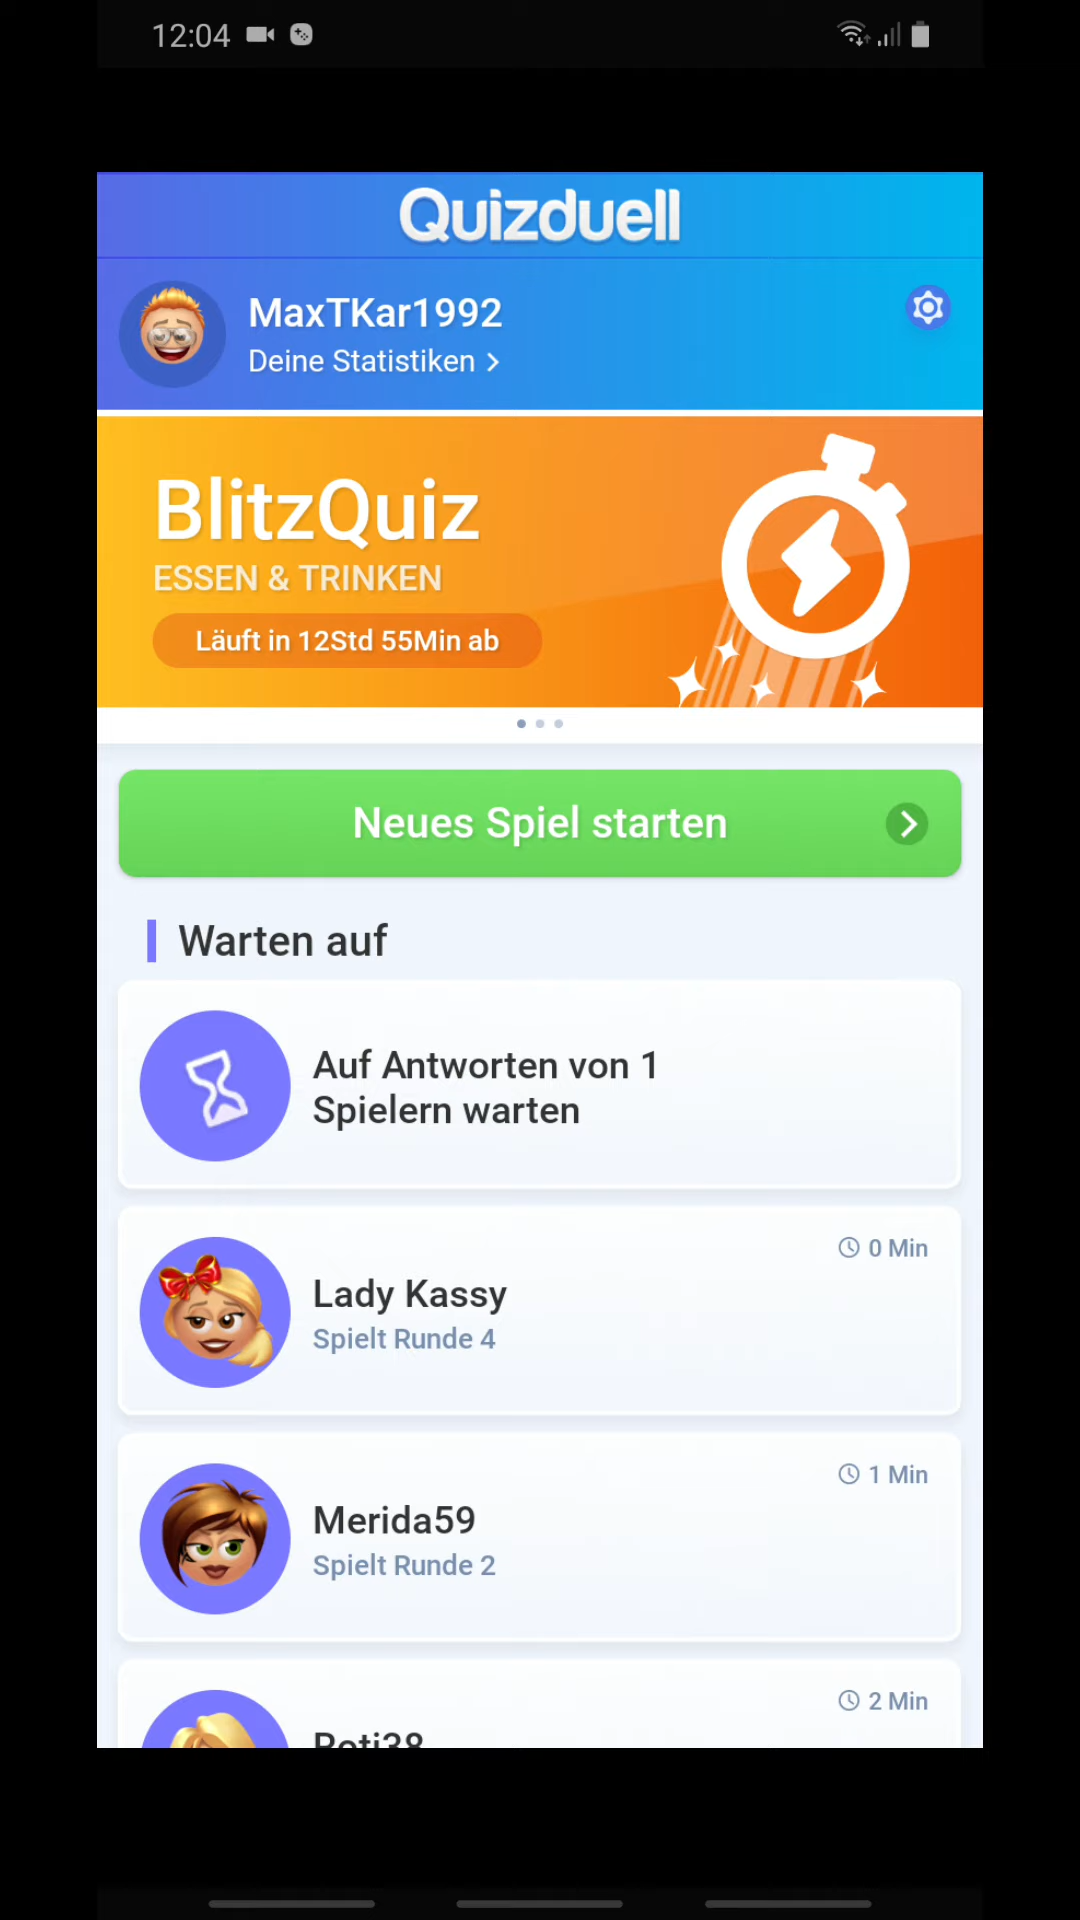 12:04
Quizduell
MaxTKar1992
Deine Statistiken
BlitzQuiz
ESSEN & TRINKEN
Läuft in 12Std 55Min ab
Neues Spiel starten
Warten auf
Auf Antworten von 1
Spielern warten
0 Min
Lady Kassy
Spielt Runde 4
1 Min
Merida59
Spielt Runde 2
2 Min